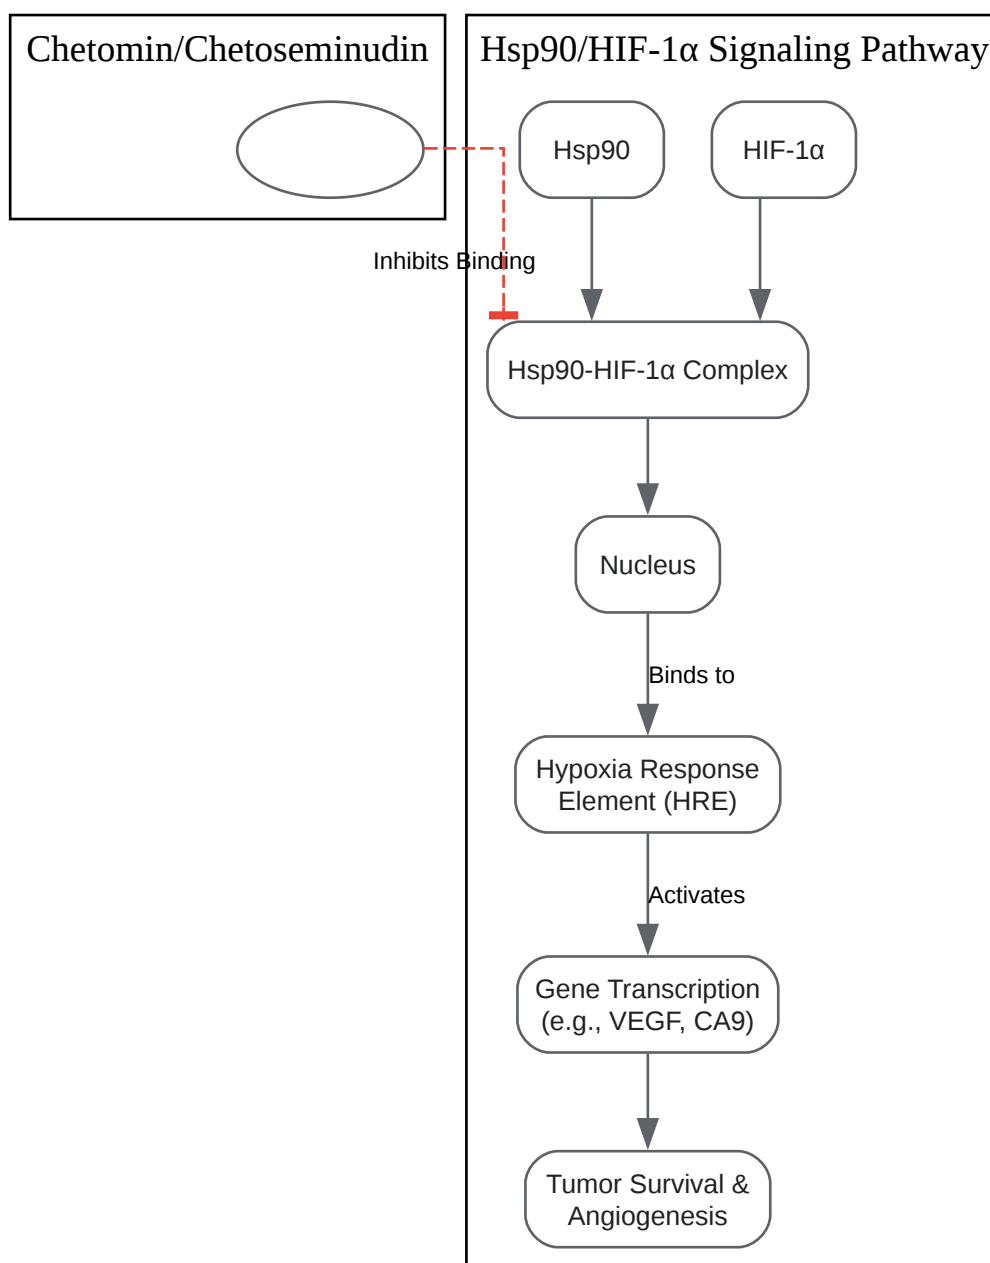 Chetomin/Chetoseminudin
Hsp90/HIF-1α Signaling Pathway
Hsp90
HIF-1α
Inhibits Binding
Hsp90-HIF-1α Complex
Nucleus
Binds to
Hypoxia Response
Element (HRE)
Activates
Gene Transcription
(e.g., VEGF, CA9)
Tumor Survival &
Angiogenesis